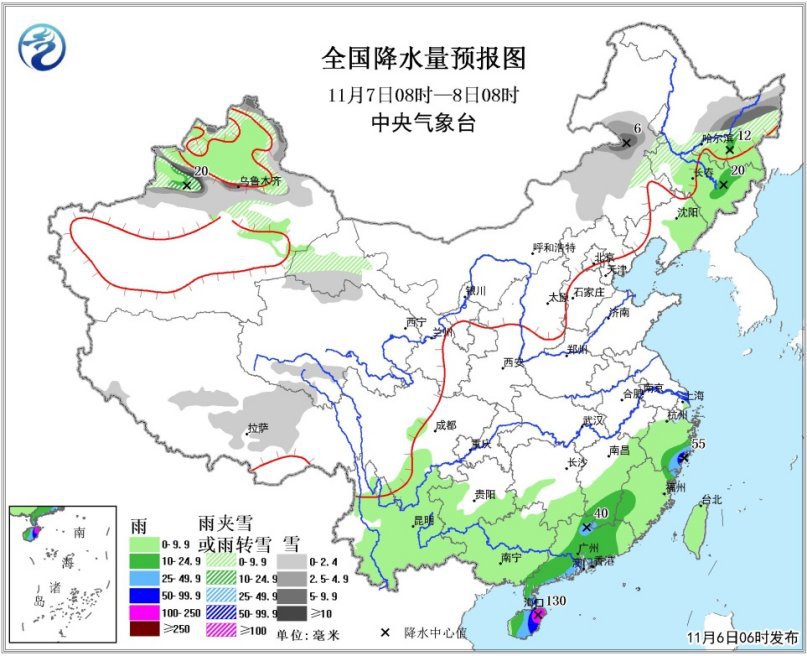 全国降水量预报图
11月7日08时—8日08时
中央气象台
6
哈尔滨
12
20
乌鲁木齐
长春
20
沈阳
呼和浩特
北京
天津
银川
太原
石家庄
西宁
兰州
济南
西安
郑州
合肥
南京
上海
拉萨
成都
重庆
武汉
杭州
55
长沙
南昌
贵阳
福州
台北
昆明
40
南宁
广州
澳门
香港
海口
130
南
海
诸
岛
雨
雨夹雪
或雨转雪
雪
0-9.9
0-9.9
0-2.4
10-24.9
10-24.9
2.5-4.9
25-49.9
25-49.9
5-9.9
50-99.9
50-99.9
≥10
100-250
≥100
单位:毫米
≥250
降水中心值
11月6日06时发布